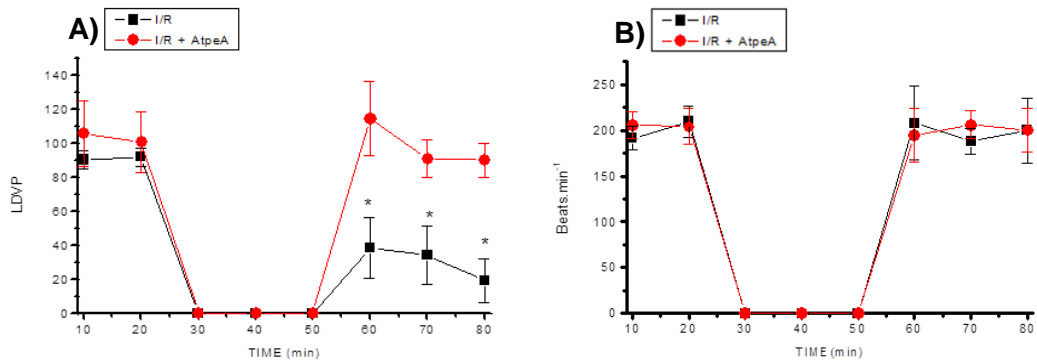 A)
I/R
I/R + AtpeA
LDVP
140
120
100
80
60
40
20
0
*
*
*
10 20 30 40 50 60 70 80
TIME (min)
B)
I/R
I/R + AtpeA
Beats.min-1
250
200
150
100
50
0
10 20 30 40 50 60 70 80
TIME (min)